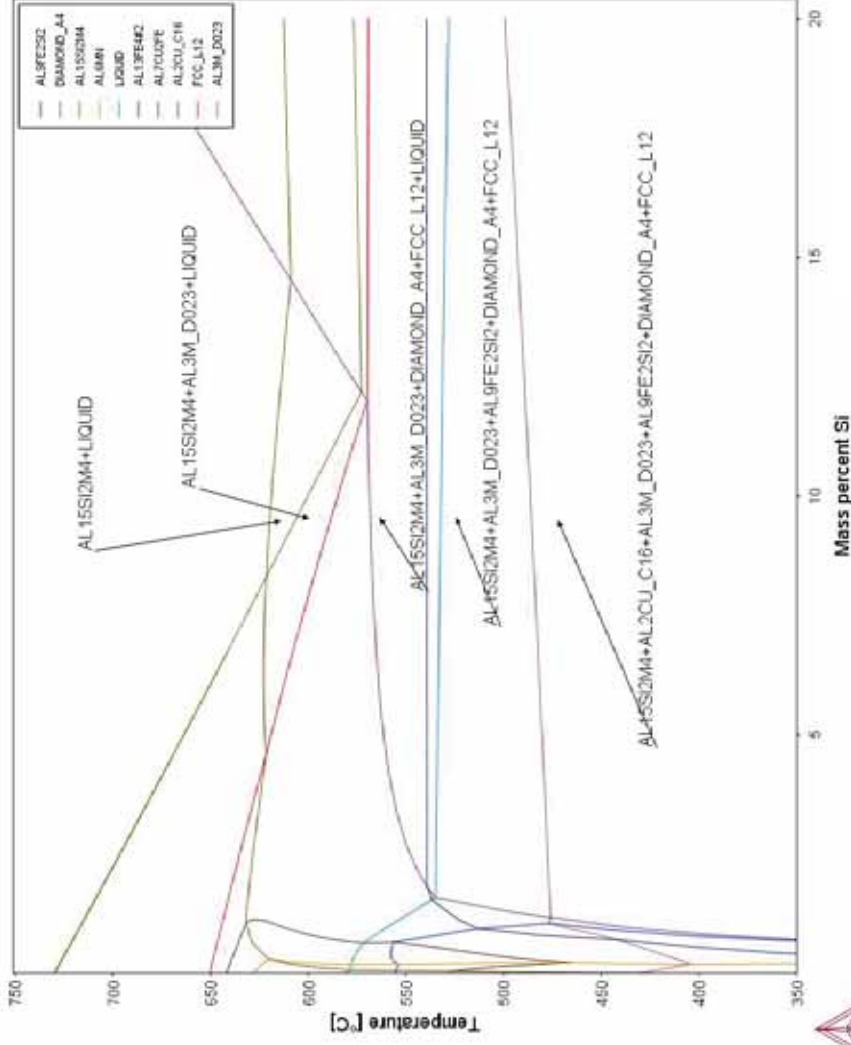 AL9FE2SI2
DIAMOND_A4
AL15SI2M4
AL6MN
LIQUID
AL13FE4#2
AL7CU2FE
AL2CU_C16
FCC_L12
AL3M_D023
AL15SI2M4+LIQUID
AL15SI2M4+AL3M_D023+LIQUID
AL15SI2M4+AL3M_D023+DIAMOND_A4+FCC_L12+LIQUID
AL15SI2M4+AL3M_D023+AL9FE2SI2+DIAMOND_A4+FCC_L12
AL15SI2M4+AL2CU_C16+AL3M_D023+AL9FE2SI2+DIAMOND_A4+FCC_L12
Temperature [°C]
750
700
650
600
550
500
450
400
350
5
10
15
20
Mass percent Si